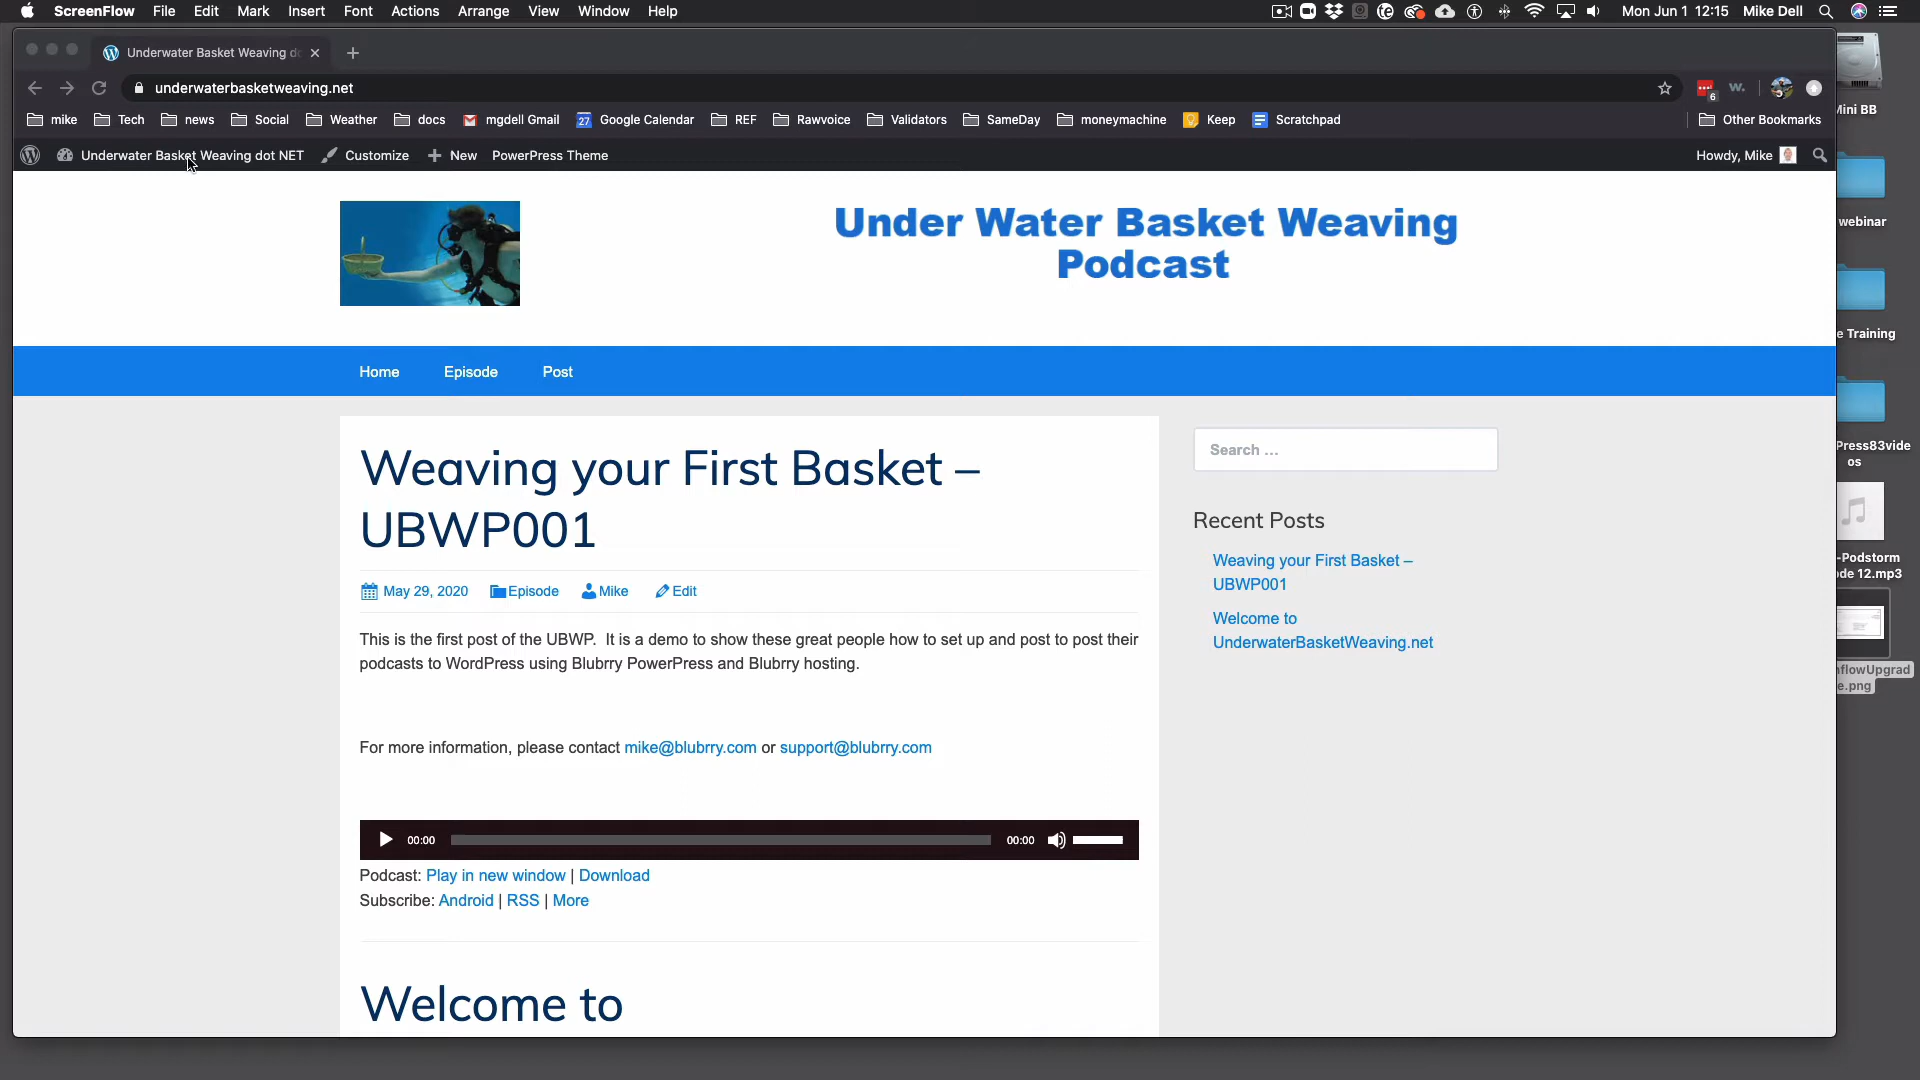 ScreenFlow File Edit Mark Insert Font Actions Arrange View Window Help Mon Jun 1 12:15 Mike Dell
Underwater Basket Weaving do
underwaterbasketweaving.net
6
mike Tech news Social Weather docs mgdell Gmail 27 Google Calendar REF Rawvoice Validators SameDay moneymachine Keep Scratchpad Other Bookmarks
Underwater Basket Weaving dot NET Customize New PowerPress Theme Howdy, Mike
Under Water Basket Weaving
Podcast
Home Episode Post
Weaving your First Basket –
UBWP001
May 29, 2020 Episode Mike Edit
This is the first post of the UBWP. It is a demo to show these great people how to set up and post to post their
podcasts to WordPress using Blubrry PowerPress and Blubrry hosting.
For more information, please contact mike@blubrry.com or support@blubrry.com
00:00 00:00
Podcast: Play in new window | Download
Subscribe: Android | RSS | More
Welcome to
Search ...
Recent Posts
Weaving your First Basket –
UBWP001
Welcome to
UnderwaterBasketWeaving.net
Mini BB
webinar
e Training
Press83vide
os
-Podstorm
de 12.mp3
nflowUpgrad
e.png